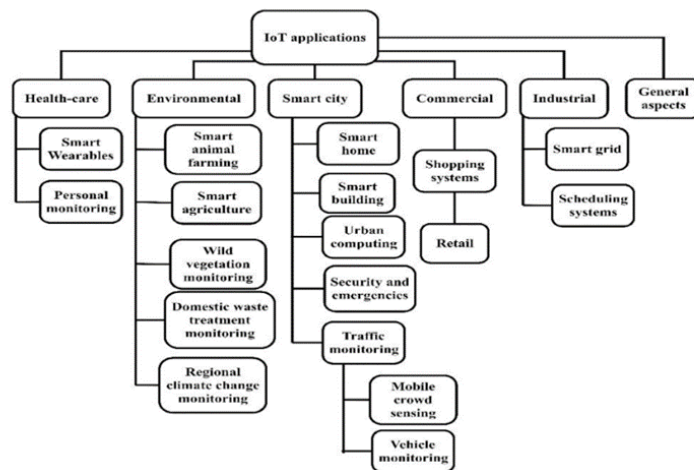 IoT applications
Health-care
Environmental
Smart city
Commercial
Industrial
General
aspects
Smart
Wearables
Personal
monitoring
Smart
animal
farming
Smart
agriculture
Wild
vegetation
monitoring
Domestic waste
treatment
monitoring
Regional
climate change
monitoring
Smart
home
Smart
building
Urban
computing
Security and
emergencies
Traffic
monitoring
Mobile
crowd
sensing
Vehicle
monitoring
Shopping
systems
Retail
Smart grid
Scheduling
systems